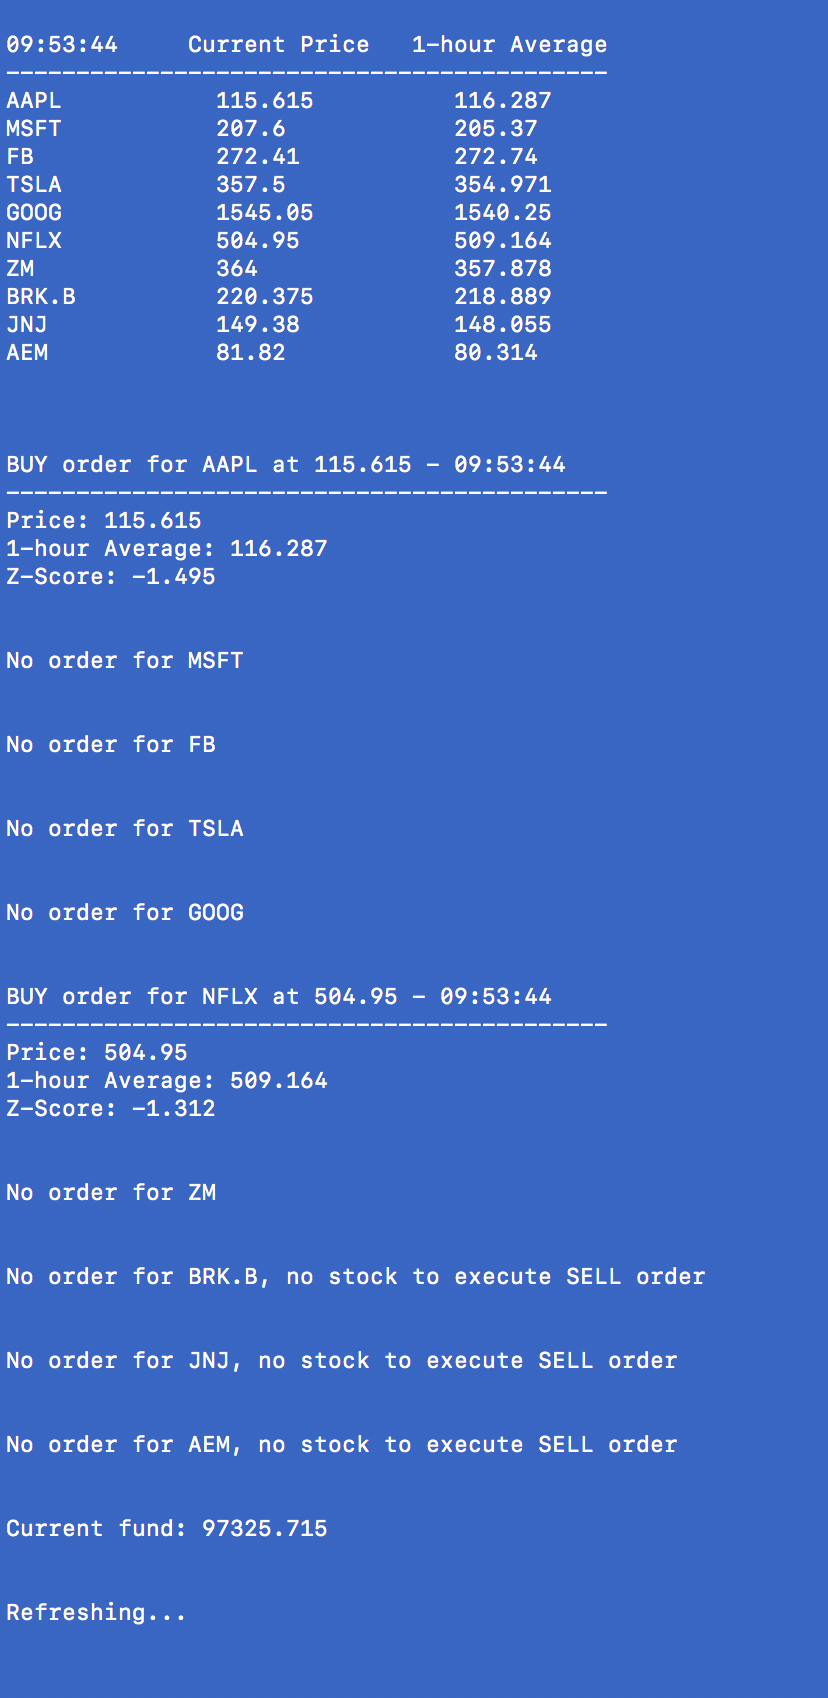 09:53:44     Current Price   1-hour Average
-------------------------------------------
AAPL           115.615          116.287
MSFT           207.6            205.37
FB             272.41           272.74
TSLA           357.5            354.971
GOOG           1545.05          1540.25
NFLX           504.95           509.164
ZM             364              357.878
BRK.B          220.375          218.889
JNJ            149.38           148.055
AEM            81.82            80.314
BUY order for AAPL at 115.615 - 09:53:44
-------------------------------------------
Price: 115.615
1-hour Average: 116.287
Z-Score: -1.495
No order for MSFT
No order for FB
No order for TSLA
No order for GOOG
BUY order for NFLX at 504.95 - 09:53:44
-------------------------------------------
Price: 504.95
1-hour Average: 509.164
Z-Score: -1.312
No order for ZM
No order for BRK.B, no stock to execute SELL order
No order for JNJ, no stock to execute SELL order
No order for AEM, no stock to execute SELL order
Current fund: 97325.715
Refreshing...